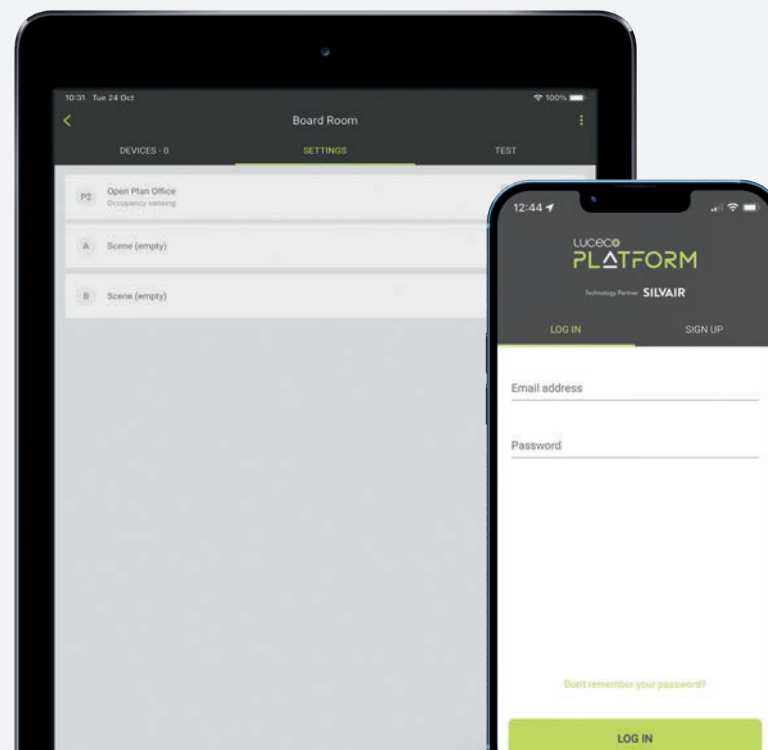 10:31 Tue 24 Oct
100%
Board Room
DEVICES - 0
SETTINGS
TEST
P2
Open Plan Office
Occupancy sensing
A
Scene (empty)
B
Scene (empty)
12:44
LUCECO
PLATFORM
Technology Partner SILVAIR
LOG IN
SIGN UP
Email address
Password
Don't remember your password?
LOG IN